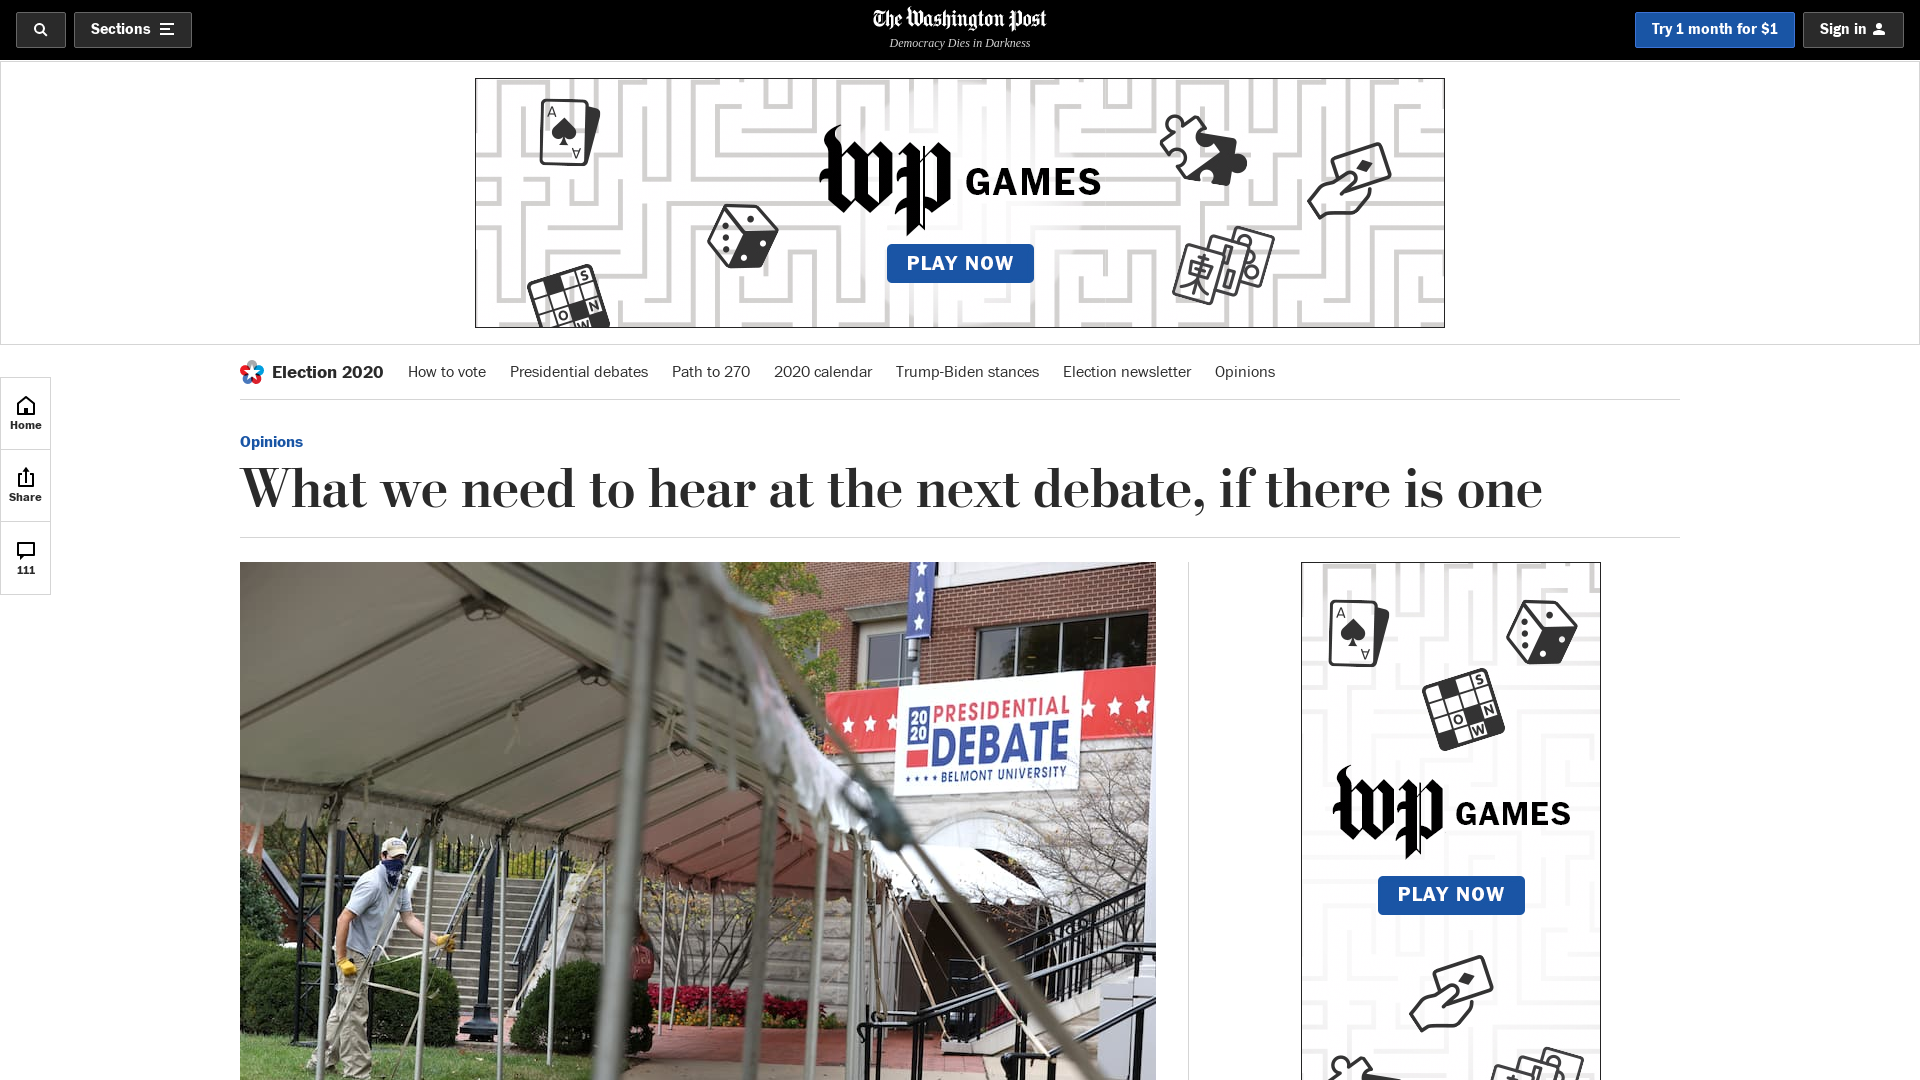 Sections
The Washington Post
Democracy Dies in Darkness
Try 1 month for $1
Sign in
A
A
WP GAMES
PLAY NOW
S
O N
W
東
Election 2020 How to vote Presidential debates Path to 270 2020 calendar Trump-Biden stances Election newsletter Opinions
Home
Share
111
Opinions
What we need to hear at the next debate, if there is one
2020 PRESIDENTIAL
DEBATE
BELMONT UNIVERSITY
A
A
S
O N
W
WP GAMES
PLAY NOW